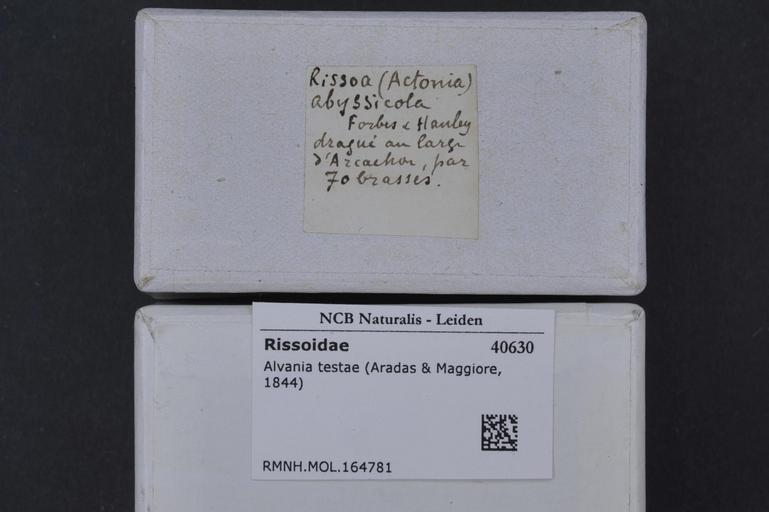 Rissoa (Actonia)
abyssicola
Forbes & Hanley
dragué au large
d'Arcachon, par
70 brasses.
NCB Naturalis - Leiden
Rissoidae 40630
Alvania testae (Aradas & Maggiore,
1844)
RMNH.MOL.164781